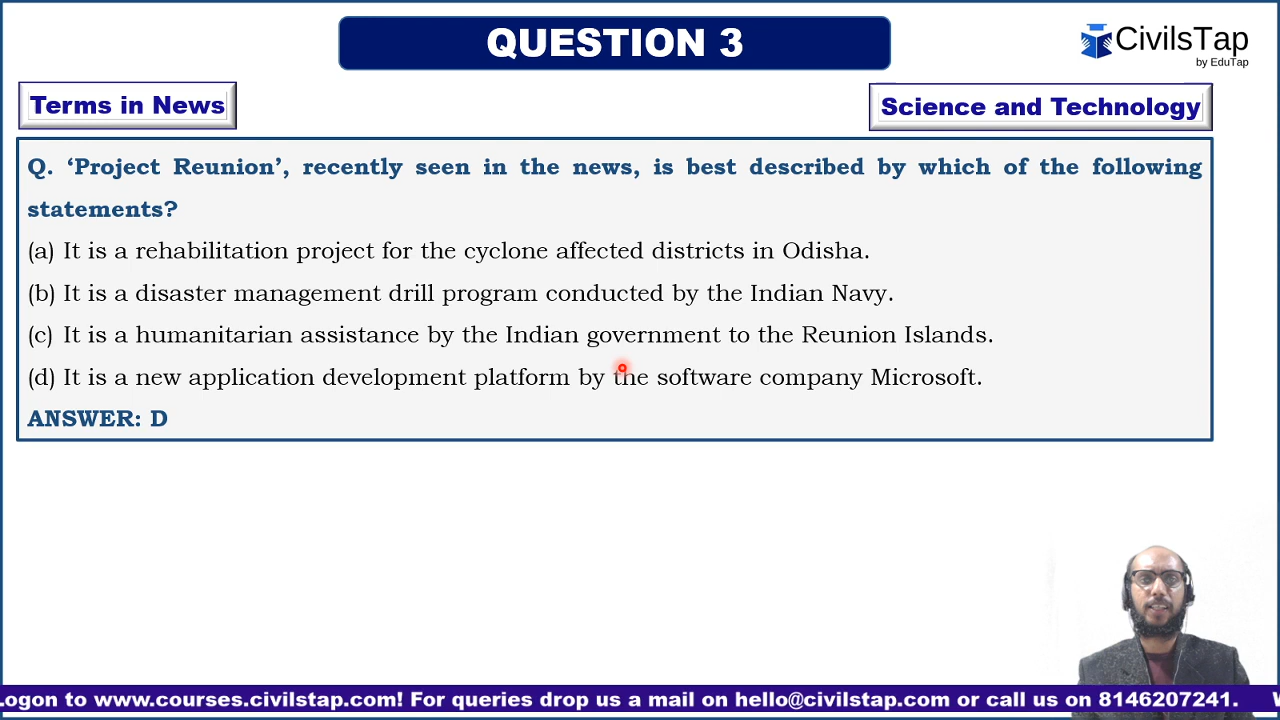 QUESTION 3
CivilsTap
by EduTap
Terms in News
Science and Technology
Q. ‘Project Reunion’, recently seen in the news, is best described by which of the following
statements?
(a) It is a rehabilitation project for the cyclone affected districts in Odisha.
(b) It is a disaster management drill program conducted by the Indian Navy.
(c) It is a humanitarian assistance by the Indian government to the Reunion Islands.
(d) It is a new application development platform by the software company Microsoft.
ANSWER: D
.ogon to www.courses.civilstap.com! For queries drop us a mail on hello@civilstap.com or call us on 8146207241.